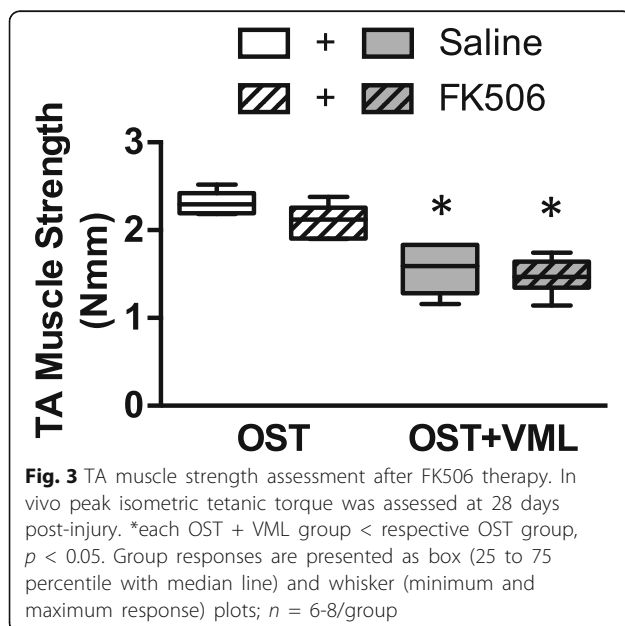 + Saline
+ FK506
TA Muscle Strength
(Nmm)
3
2
1
0
* *
OST OST+VML
Fig. 3 TA muscle strength assessment after FK506 therapy. In
vivo peak isometric tetanic torque was assessed at 28 days
post-injury. *each OST + VML group < respective OST group,
p < 0.05. Group responses are presented as box (25 to 75
percentile with median line) and whisker (minimum and
maximum response) plots; n = 6-8/group